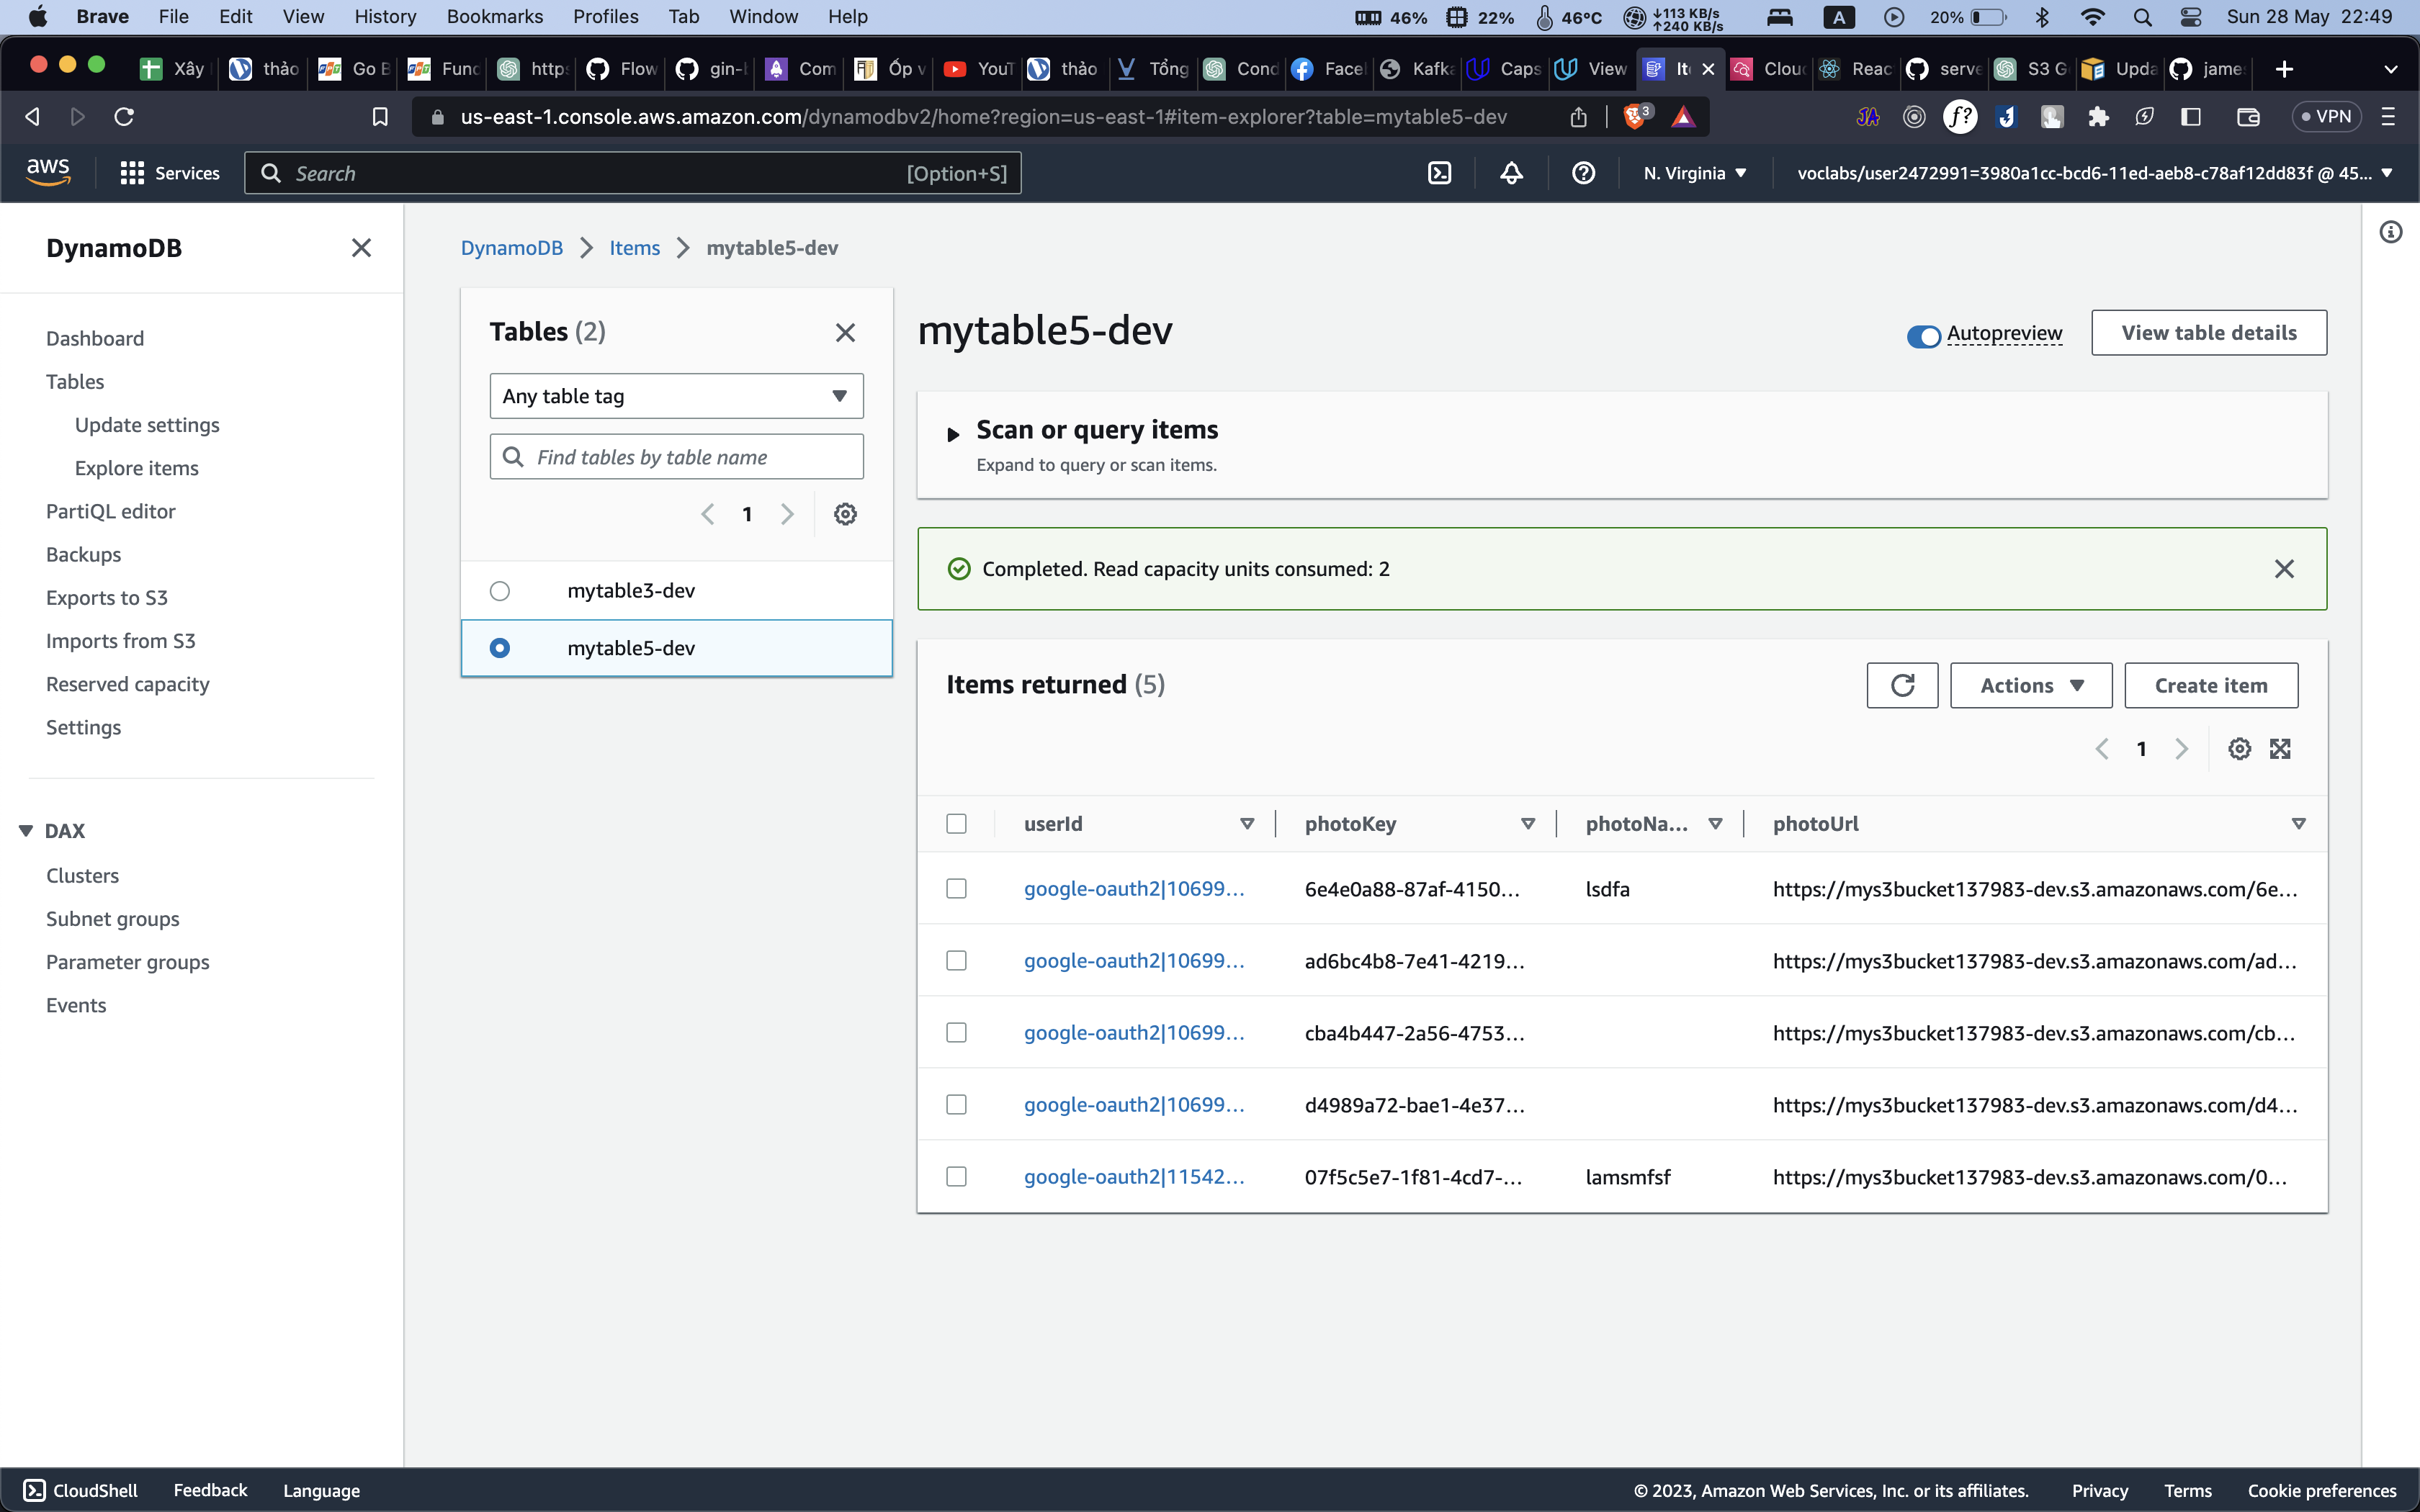 Brave File Edit View History Bookmarks Profiles Tab Window Help 46% 22% 46°C ↓113 KB/s ↑240 KB/s A 20% Sun 28 May 22:49
Xây thảo Go B Func https Flow gin-b Com Ốp v YouT thảo Tổng Cond Facel Kafka Caps View Ite Cloud Reac serve S3 G Upda james
us-east-1.console.aws.amazon.com/dynamodbv2/home?region=us-east-1#item-explorer?table=mytable5-dev 3 JA f? VPN
aws Services Search [Option+S] N. Virginia voclabs/user2472991=3980a1cc-bcd6-11ed-aeb8-c78af12dd83f @ 45...
DynamoDB
Dashboard
Tables
Update settings
Explore items
PartiQL editor
Backups
Exports to S3
Imports from S3
Reserved capacity
Settings
DAX
Clusters
Subnet groups
Parameter groups
Events
DynamoDB Items mytable5-dev
Tables (2)
Any table tag
Find tables by table name
1
mytable3-dev
mytable5-dev
mytable5-dev
Autopreview View table details
Scan or query items
Expand to query or scan items.
Completed. Read capacity units consumed: 2
Items returned (5) Actions Create item
1
userId photoKey photoNa... photoUrl
google-oauth2|10699... 6e4e0a88-87af-4150... lsdfa https://mys3bucket137983-dev.s3.amazonaws.com/6e...
google-oauth2|10699... ad6bc4b8-7e41-4219... https://mys3bucket137983-dev.s3.amazonaws.com/ad...
google-oauth2|10699... cba4b447-2a56-4753... https://mys3bucket137983-dev.s3.amazonaws.com/cb...
google-oauth2|10699... d4989a72-bae1-4e37... https://mys3bucket137983-dev.s3.amazonaws.com/d4...
google-oauth2|11542... 07f5c5e7-1f81-4cd7-... lamsmfsf https://mys3bucket137983-dev.s3.amazonaws.com/0...
CloudShell Feedback Language © 2023, Amazon Web Services, Inc. or its affiliates. Privacy Terms Cookie preferences